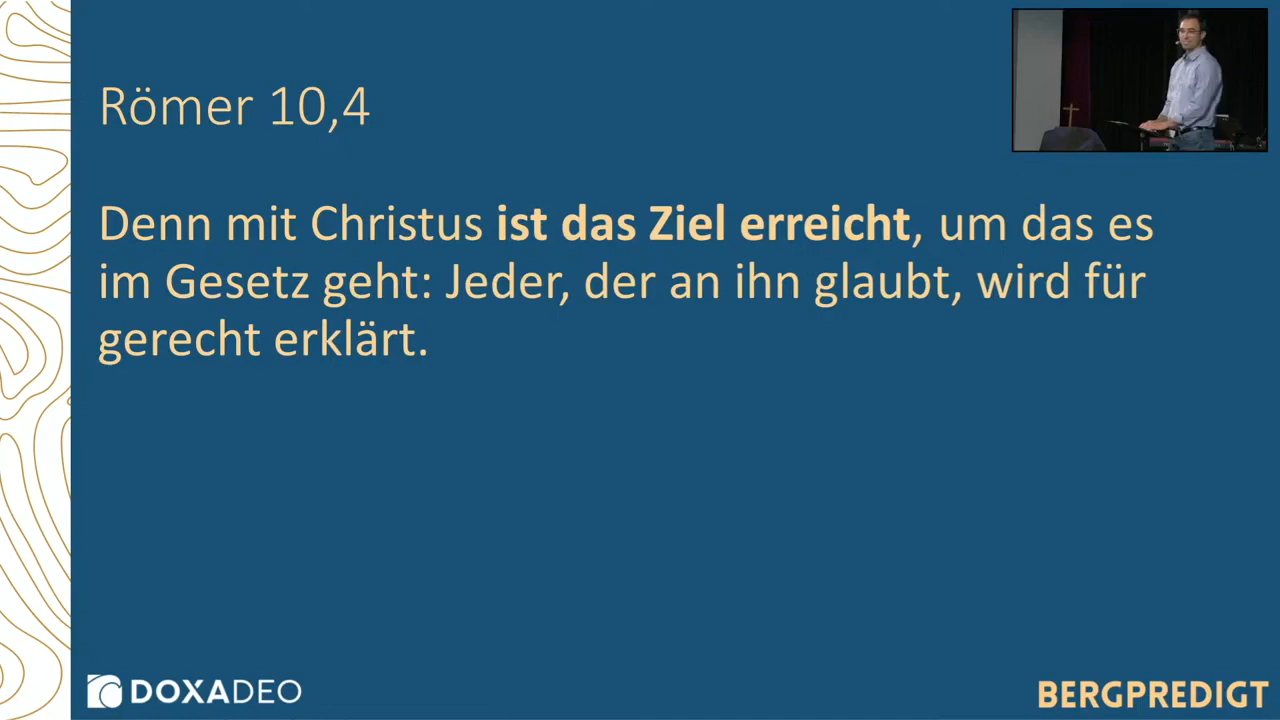 Römer 10,4
Denn mit Christus ist das Ziel erreicht, um das es
im Gesetz geht: Jeder, der an ihn glaubt, wird für
gerecht erklärt.
DOXADEO
BERGPREDIGT